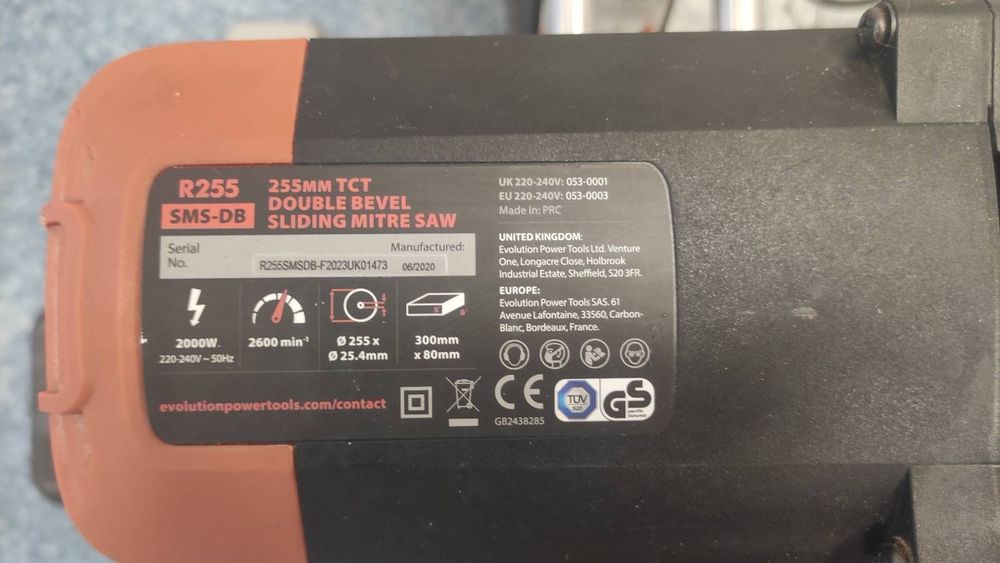 R255
SMS-DB
255MM TCT
DOUBLE BEVEL
SLIDING MITRE SAW
Serial
No.
Manufactured:
R255SMSDB-F2023UK01473
06/2020
2000W.
220-240V ~ 50Hz
2600 min⁻¹
Ø 255 x
Ø 25.4mm
300mm
x 80mm
evolutionpowertools.com/contact
UK 220-240V: 053-0001
EU 220-240V: 053-0003
Made in: PRC
UNITED KINGDOM:
Evolution Power Tools Ltd. Venture
One, Longacre Close, Holbrook
Industrial Estate, Sheffield, S20 3FR.
EUROPE:
Evolution Power Tools SAS. 61
Avenue Lafontaine, 33560, Carbon-
Blanc, Bordeaux, France.
CE
GB2438285
TÜV
SÜD
GS